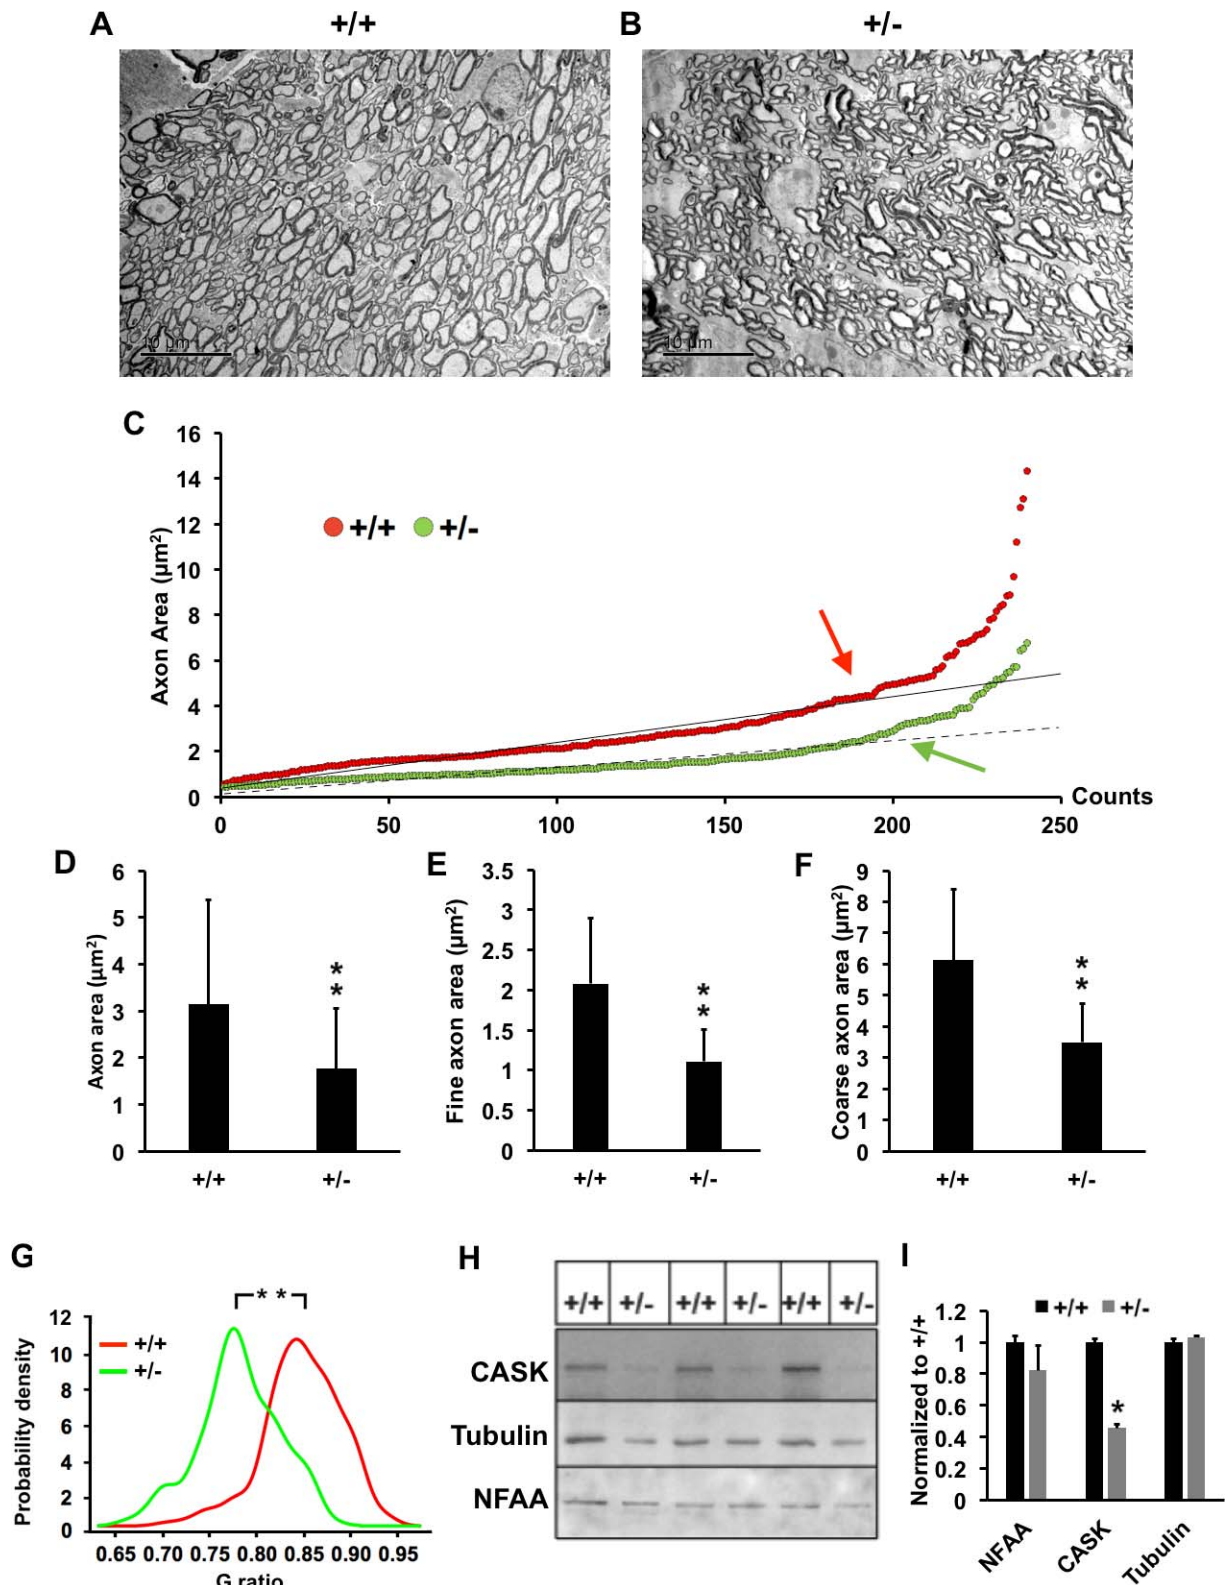 A +/+ B +/-
10 µm 10 µm
C
16
14
12
10
8
6
4
2
0
Axon Area (µm²)
+/+ +/-
0 50 100 150 200 250
Counts
D
6
5
4
3
2
1
0
Axon area (µm²)
* *
+/+ +/-
E
3.5
3
2.5
2
1.5
1
0.5
0
Fine axon area (µm²)
* *
+/+ +/-
F
9
8
7
6
5
4
3
2
1
0
Coarse axon area (µm²)
* *
+/+ +/-
G
* *
12
10
8
6
4
2
0
Probability density
+/+
+/-
0.65 0.70 0.75 0.80 0.85 0.90 0.95
G ratio
H
+/+ +/- +/+ +/- +/+ +/-
CASK
Tubulin
NFAA
I
+/+ +/-
1.2
1
0.8
0.6
0.4
0.2
0
Normalized to +/+
*
NFAA CASK Tubulin